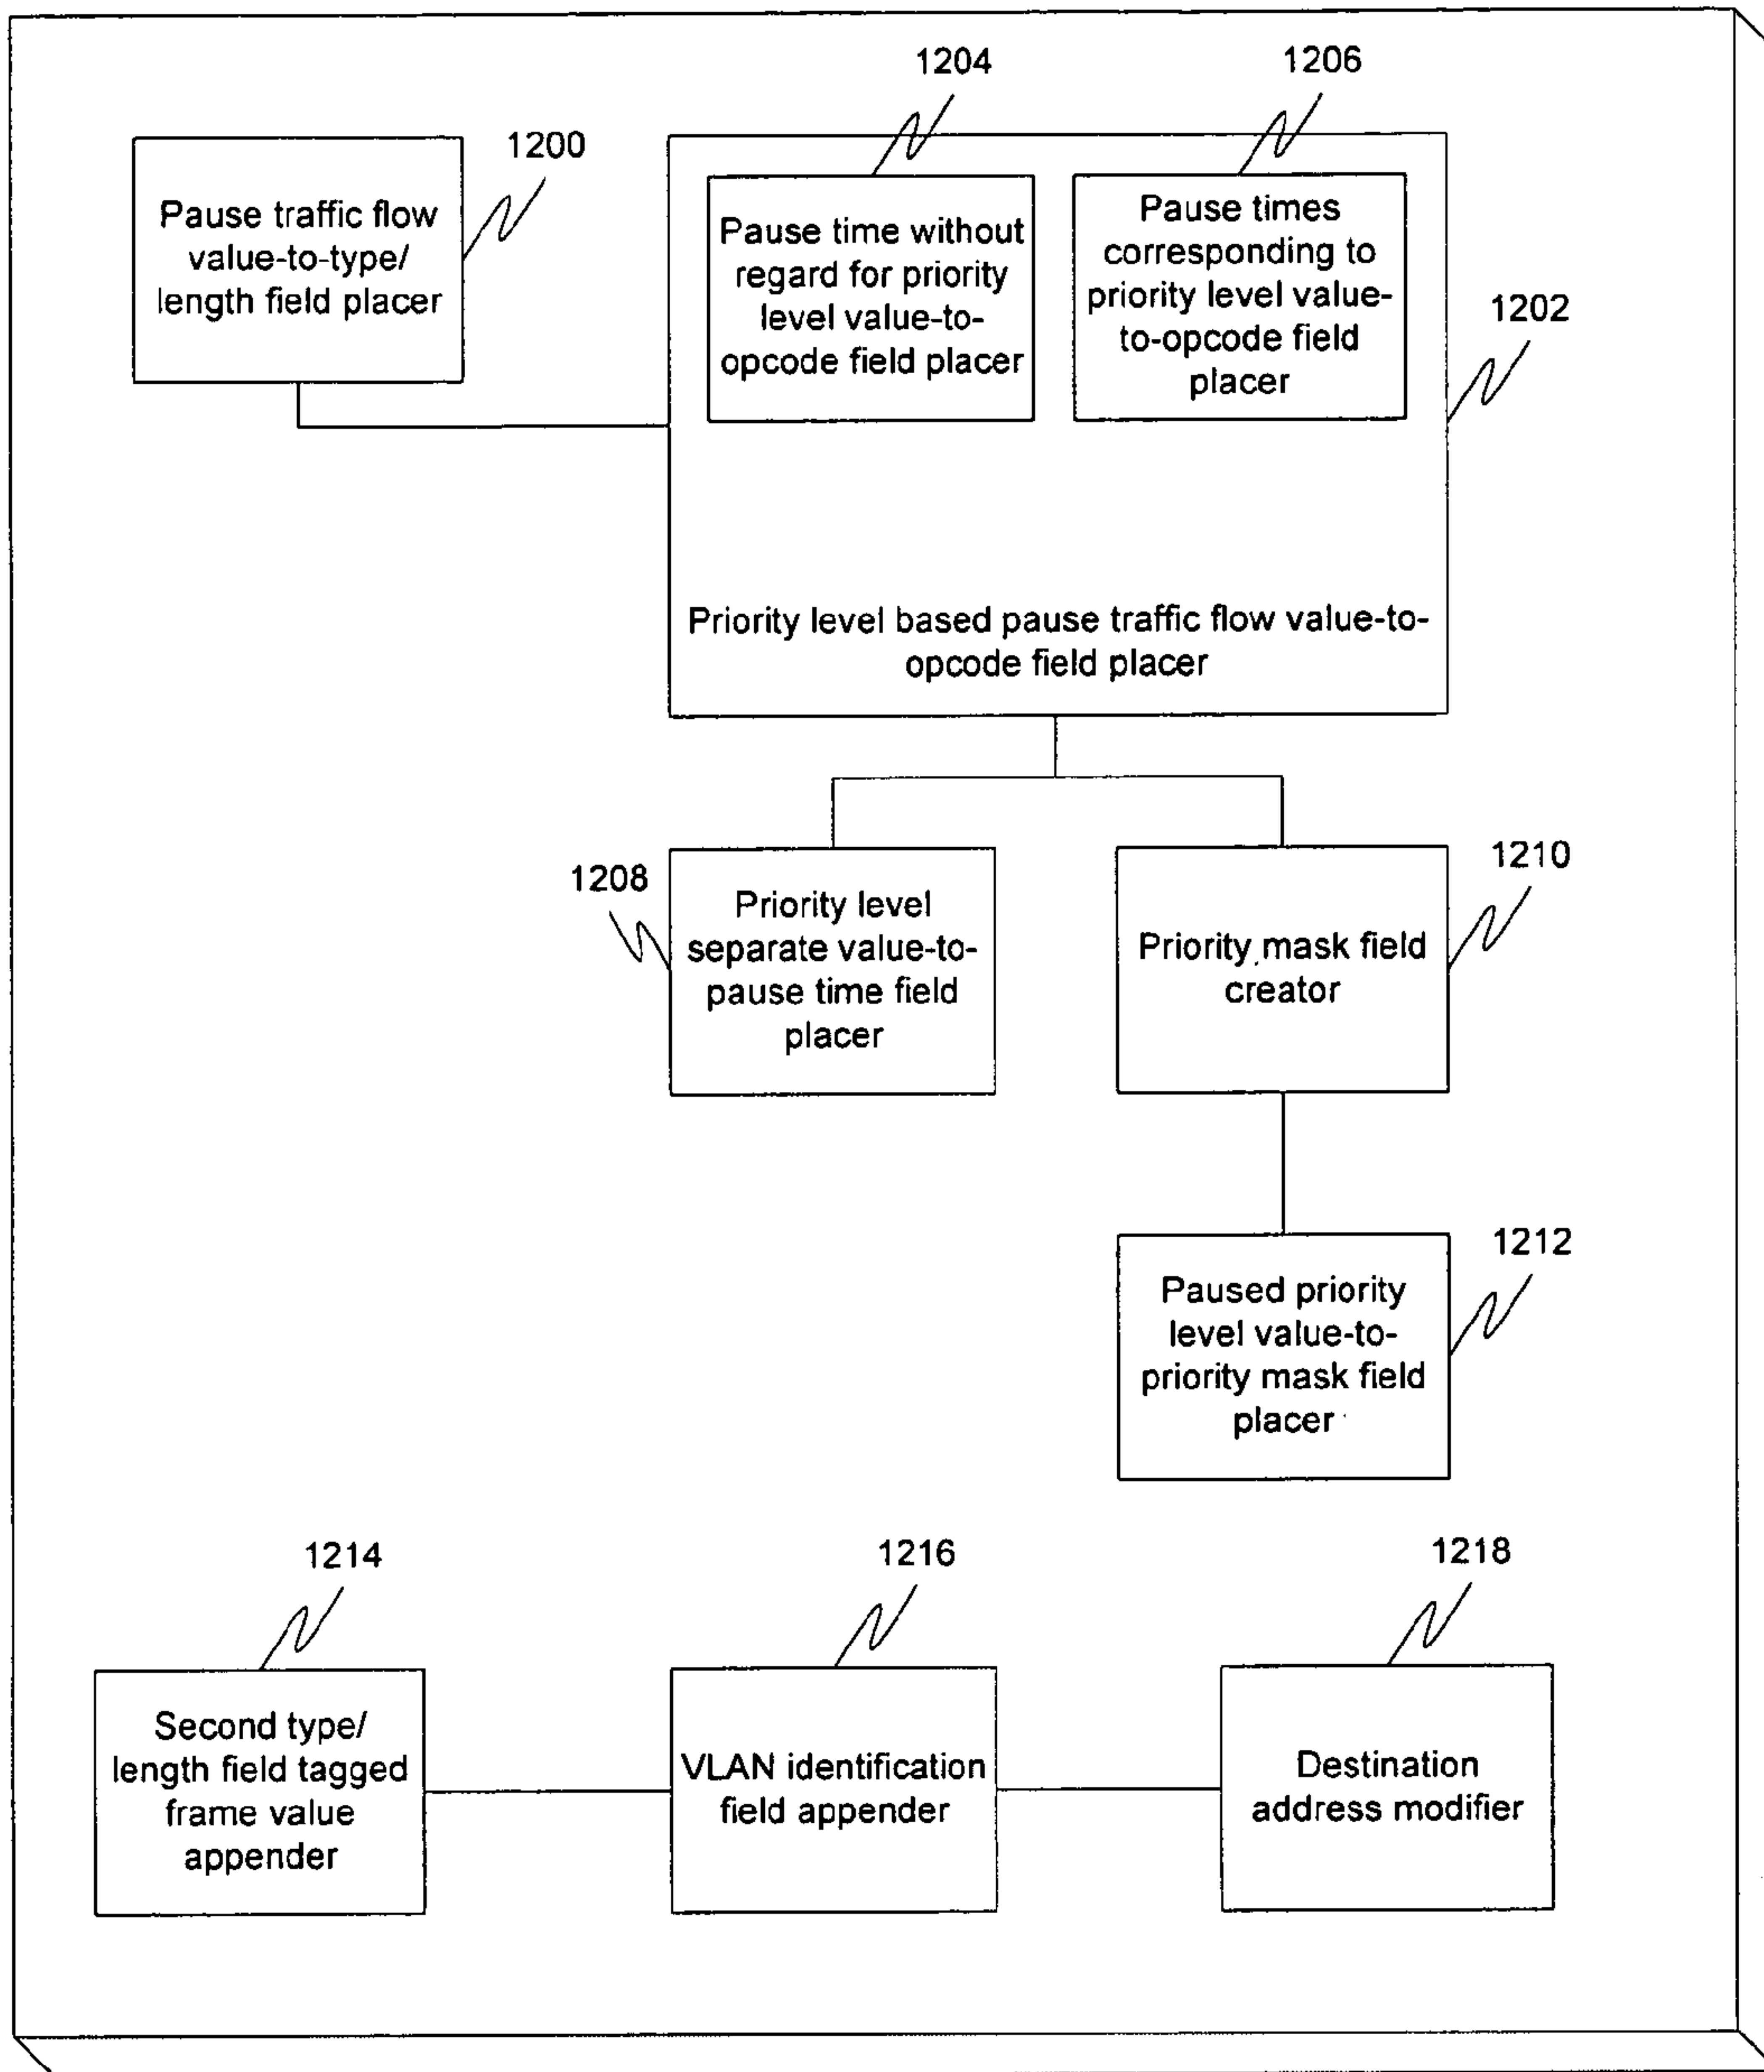 1204
1206
1200
Pause traffic flow
value-to-type/
length field placer
Pause time without
regard for priority
level value-to-
opcode field placer
Pause times
corresponding to
priority level value-
to-opcode field
placer
1202
Priority level based pause traffic flow value-to-
opcode field placer
1208
Priority level
separate value-to-
pause time field
placer
1210
Priority mask field
creator
1212
Paused priority
level value-to-
priority mask field
placer
1214
1216
1218
Second type/
length field tagged
frame value
appender
VLAN identification
field appender
Destination
address modifier